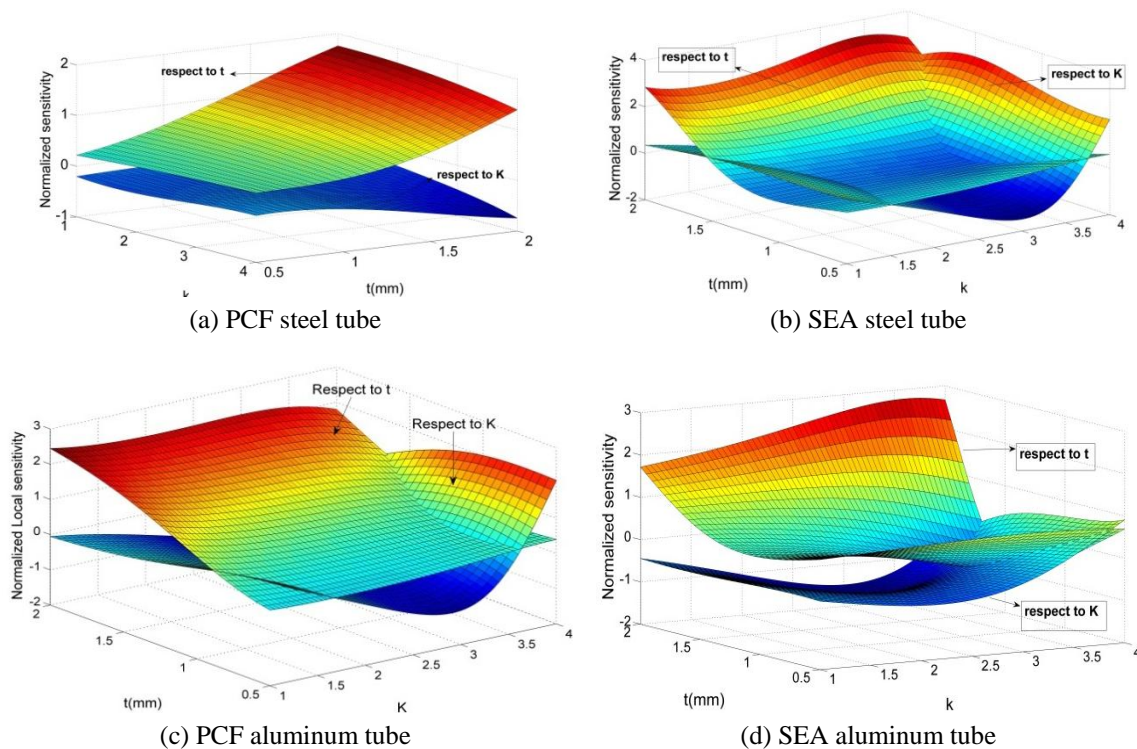 2
1
0
-1
Normalized sensitivity
respect to t
respect to K
1
2
3
4
0.5
1
1.5
2
t(mm)
(a) PCF steel tube
4
2
0
-2
Normalized sensitivity
respect to t
respect to K
2
1.5
1
0.5
1
1.5
2
2.5
3
3.5
4
t(mm)
k
(b) SEA steel tube
3
2
1
0
-1
-2
Normalized Local sensitivity
Respect to t
Respect to K
2
1.5
1
0.5
1
1.5
2
2.5
3
3.5
4
t(mm)
K
(c) PCF aluminum tube
3
2
1
0
-1
-2
Normalized sensitivity
respect to t
respect to K
2
1.5
1
0.5
1
1.5
2
2.5
3
3.5
4
t(mm)
k
(d) SEA aluminum tube